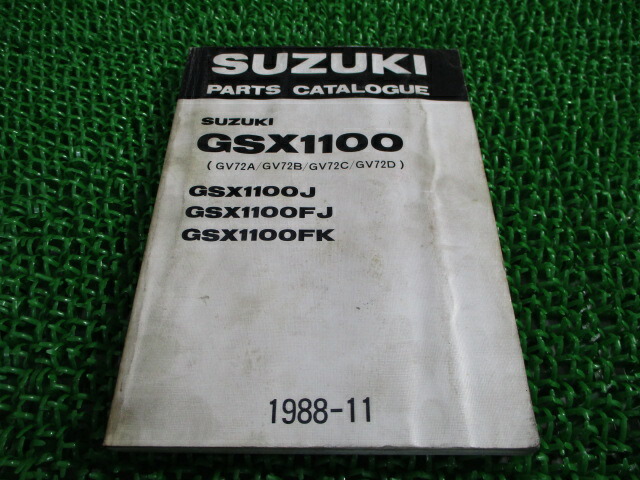 SUZUKI
PARTS CATALOGUE
SUZUKI
GSX1100
(GV72A/GV72B/GV72C/GV72D)
GSX1100J
GSX1100FJ
GSX1100FK
1988-11